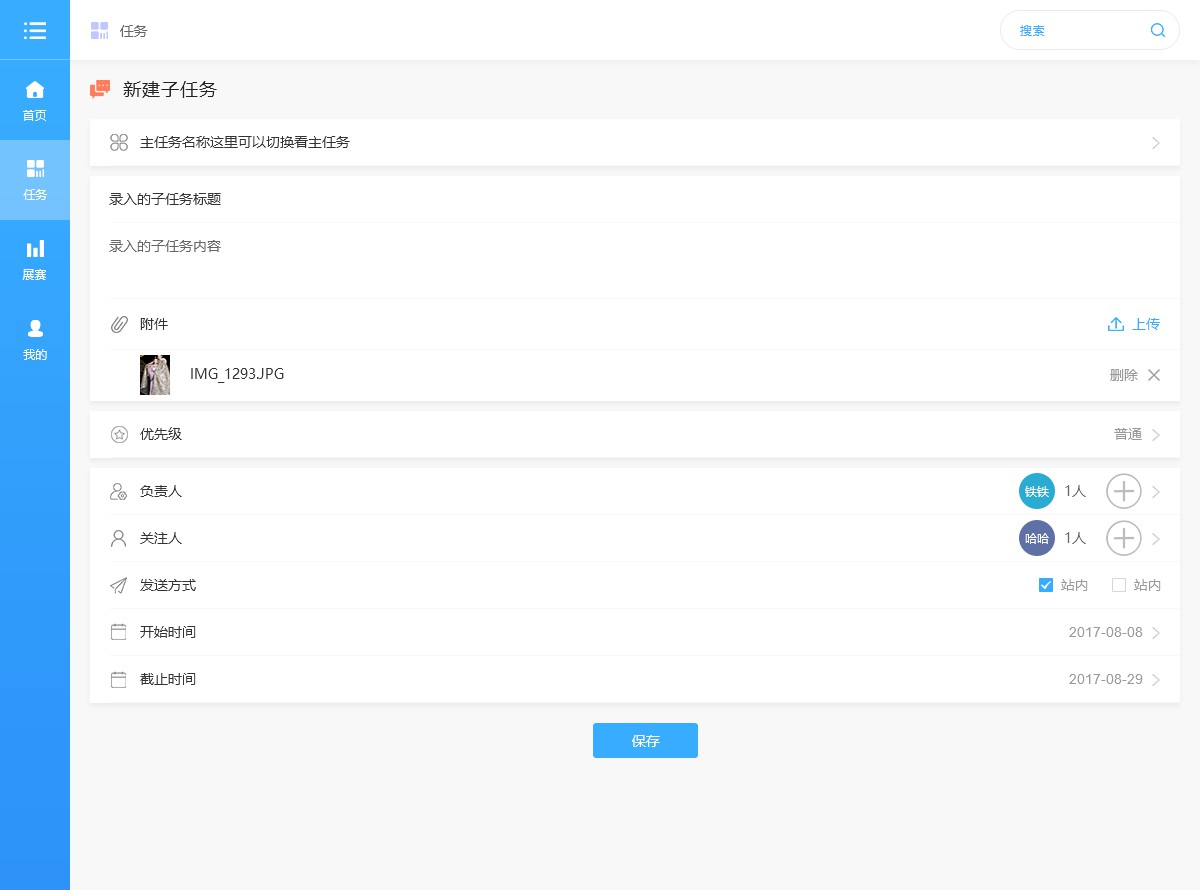 任务
搜索
首页
任务
展赛
我的
新建子任务
主任务名称这里可以切换看主任务
录入的子任务标题
录入的子任务内容
附件
上传
IMG_1293.JPG
删除
优先级
普通
负责人
铁铁
1人
关注人
哈哈
1人
发送方式
站内
站内
开始时间
2017-08-08
截止时间
2017-08-29
保存